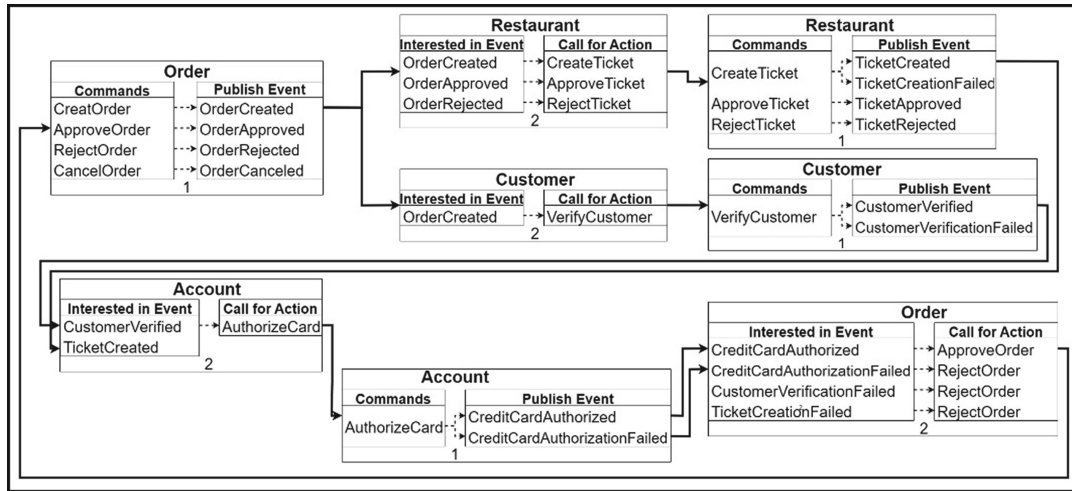 Order
Commands Publish Event
CreatOrder OrderCreated
ApproveOrder OrderApproved
RejectOrder OrderRejected
CancelOrder OrderCanceled
1
Restaurant
Interested in Event Call for Action
OrderCreated CreateTicket
OrderApproved ApproveTicket
OrderRejected RejectTicket
2
Restaurant
Commands Publish Event
CreateTicket TicketCreated
TicketCreationFailed
ApproveTicket TicketApproved
RejectTicket TicketRejected
1
Customer
Interested in Event Call for Action
OrderCreated VerifyCustomer
2
Customer
Commands Publish Event
VerifyCustomer CustomerVerified
CustomerVerificationFailed
1
Account
Interested in Event Call for Action
CustomerVerified AuthorizeCard
TicketCreated
2
Account
Commands Publish Event
AuthorizeCard CreditCardAuthorized
CreditCardAuthorizationFailed
1
Order
Interested in Event Call for Action
CreditCardAuthorized ApproveOrder
CreditCardAuthorizationFailed RejectOrder
CustomerVerificationFailed RejectOrder
TicketCreationFailed RejectOrder
2